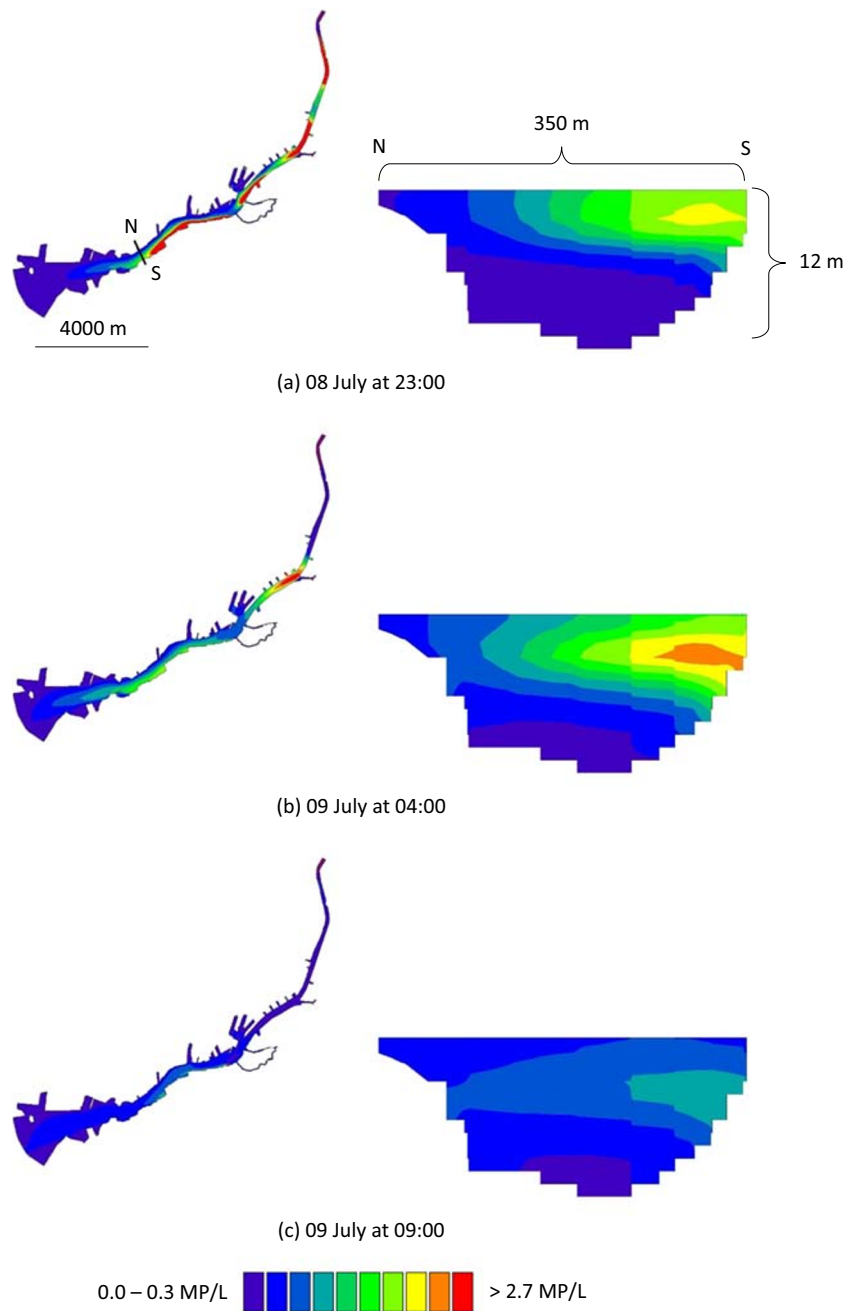 350 m
N
S
N
S
12 m
4000 m
(a) 08 July at 23:00
(b) 09 July at 04:00
(c) 09 July at 09:00
0.0 – 0.3 MP/L
> 2.7 MP/L